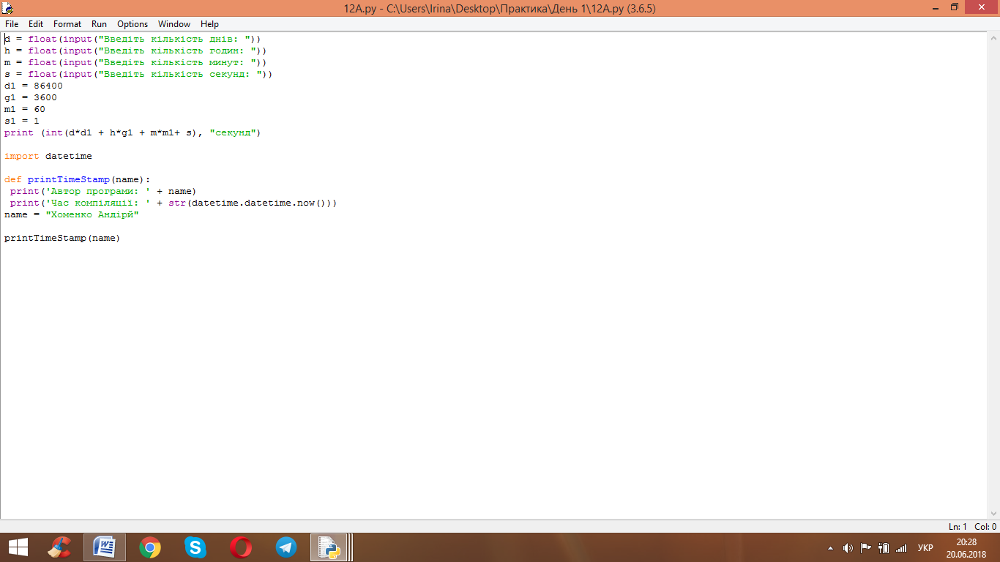 12A.py - C:\Users\Irina\Desktop\Практика\День 1\12A.py (3.6.5)
File Edit Format Run Options Window Help
d = float(input("Введіть кількість днів: "))
h = float(input("Введіть кількість годин: "))
m = float(input("Введіть кількість минут: "))
s = float(input("Введіть кількість секунд: "))
d1 = 86400
g1 = 3600
m1 = 60
s1 = 1
print (int(d*d1 + h*g1 + m*m1+ s), "секунд")
import datetime
def printTimeStamp(name):
 print('Автор програми: ' + name)
 print('Час компіляції: ' + str(datetime.datetime.now()))
name = "Хоменко Андірй"
printTimeStamp(name)
Ln: 1 Col: 0
УКР
20:28
20.06.2018